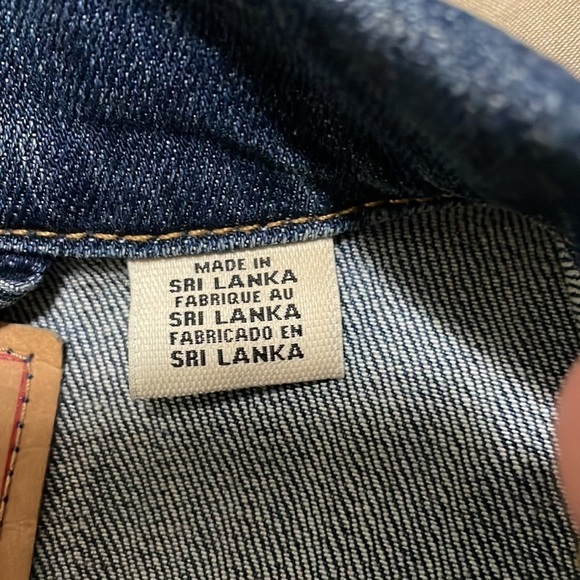 MADE IN
SRI LANKA
FABRIQUE AU
SRI LANKA
FABRICADO EN
SRI LANKA